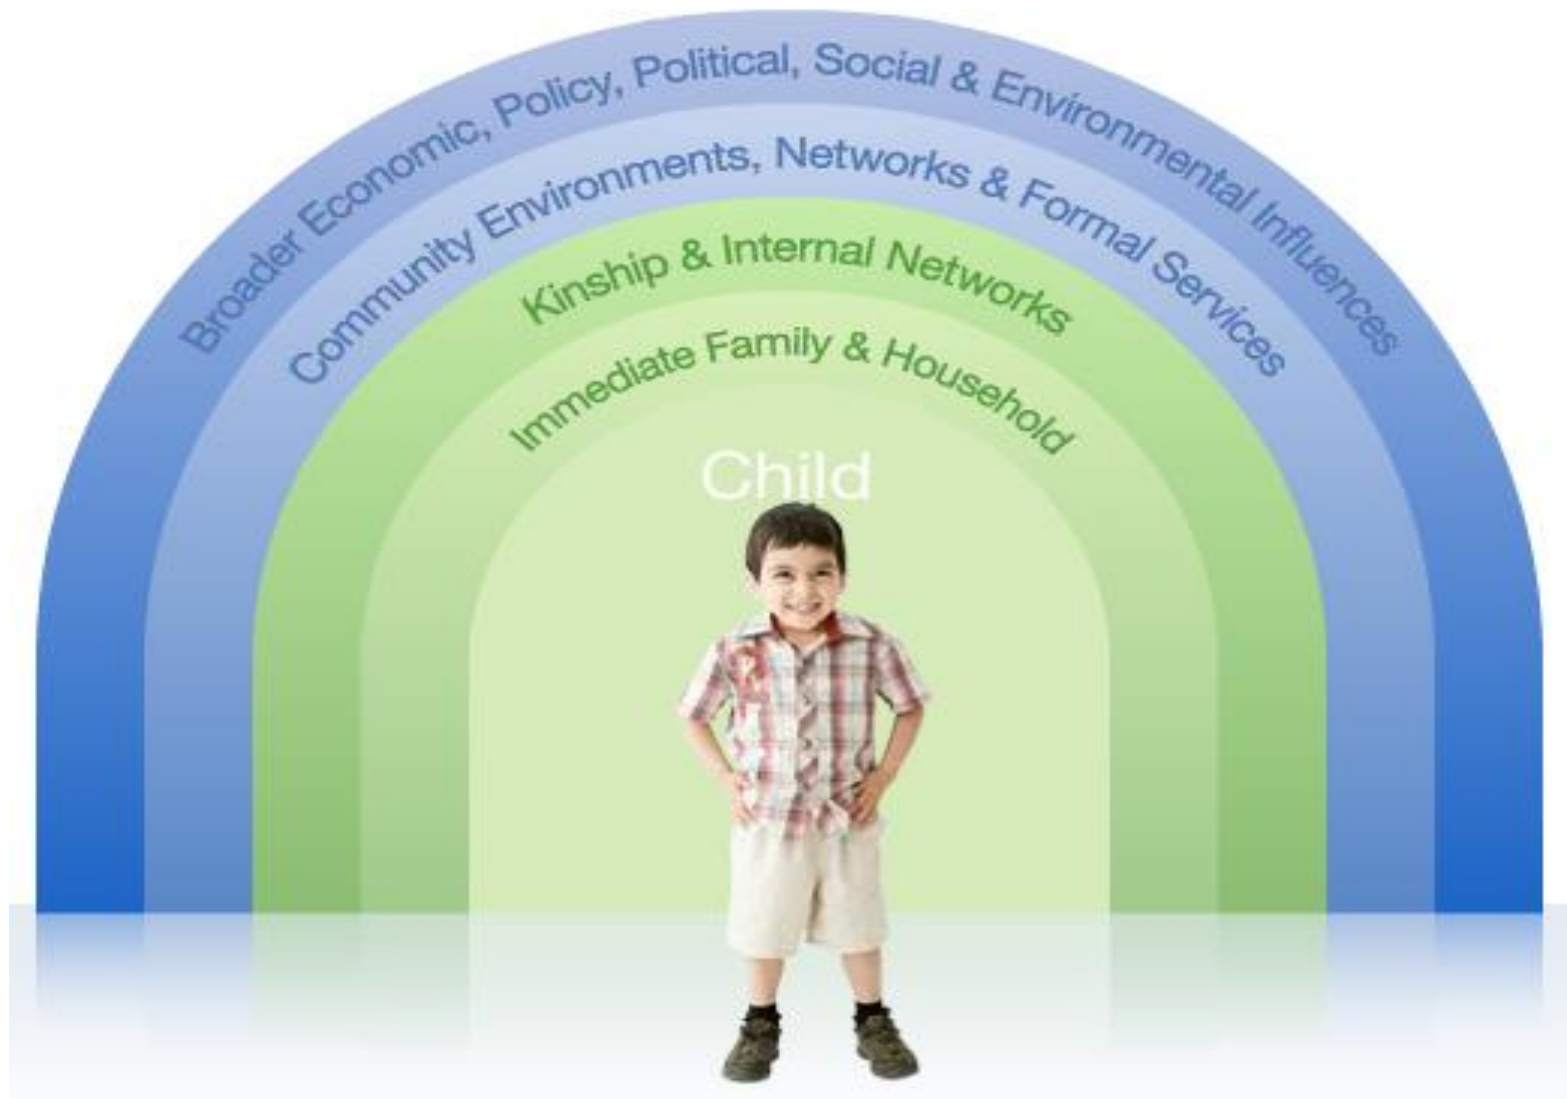 Broader Economic, Policy, Political, Social & Environmental Influences
Community Environments, Networks & Formal Services
Kinship & Internal Networks
Immediate Family & Household
Child